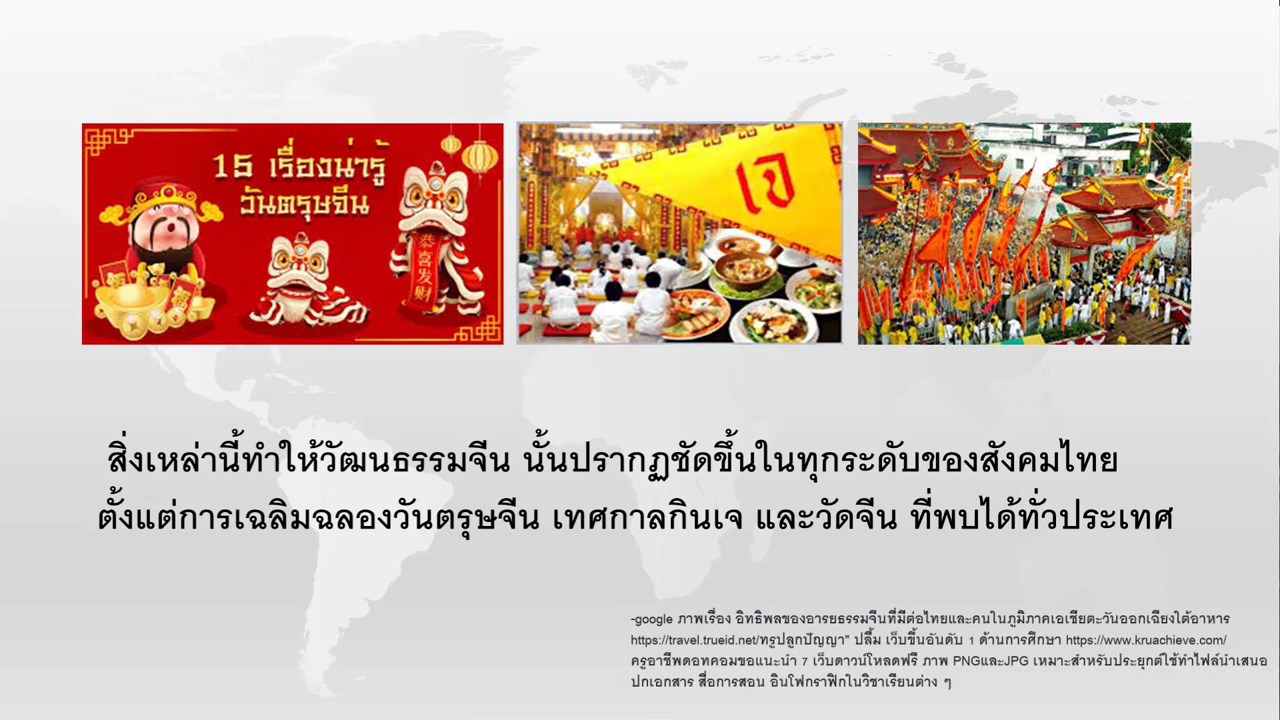 15 เรื่องน่ารู้
วันตรุษจีน
恭喜发财
เจ
สิ่งเหล่านี้ทำให้วัฒนธรรมจีน นั้นปรากฏชัดขึ้นในทุกระดับของสังคมไทย
ตั้งแต่การเฉลิมฉลองวันตรุษจีน เทศกาลกินเจ และวัดจีน ที่พบได้ทั่วประเทศ
-google ภาพเรื่อง อิทธิพลของอารยธรรมจีนที่มีต่อไทยและคนในภูมิภาคเอเชียตะวันออกเฉียงใต้อาหาร
https://travel.trueid.net/ทรูปลูกปัญญา" ปลื้ม เว็บขึ้นอันดับ 1 ด้านการศึกษา https://www.kruachieve.com/
ครูอาชีพดอทคอมขอแนะนำ 7 เว็บดาวน์โหลดฟรี ภาพ PNGและJPG เหมาะสำหรับประยุกต์ใช้ทำไฟล์นำเสนอ
ปกเอกสาร สื่อการสอน อินโฟกราฟิกในวิชาเรียนต่าง ๆ